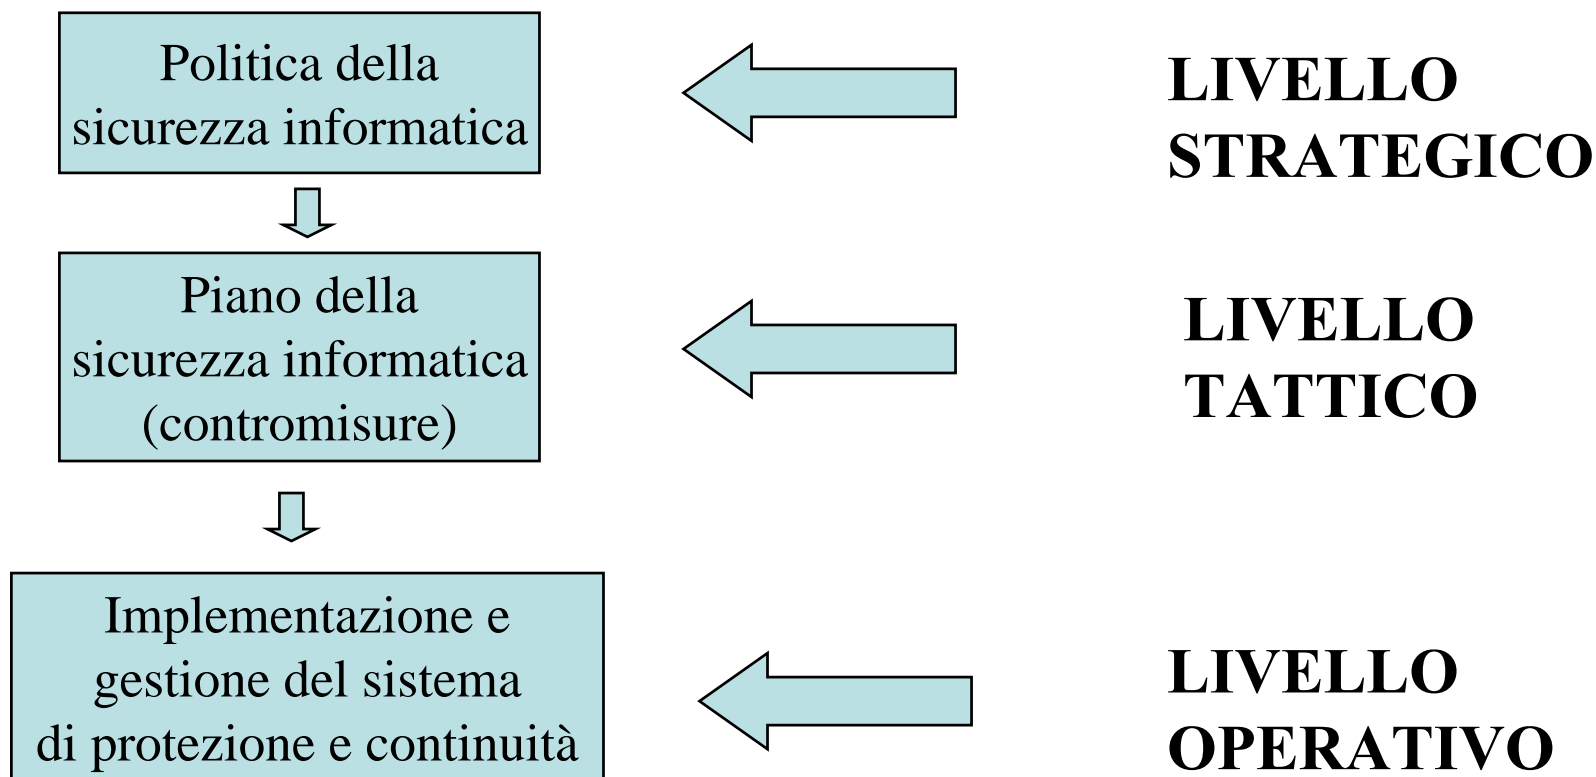 Politica della
sicurezza informatica
LIVELLO
STRATEGICO
Piano della
sicurezza informatica
(contromisure)
LIVELLO
TATTICO
Implementazione e
gestione del sistema
di protezione e continuità
LIVELLO
OPERATIVO